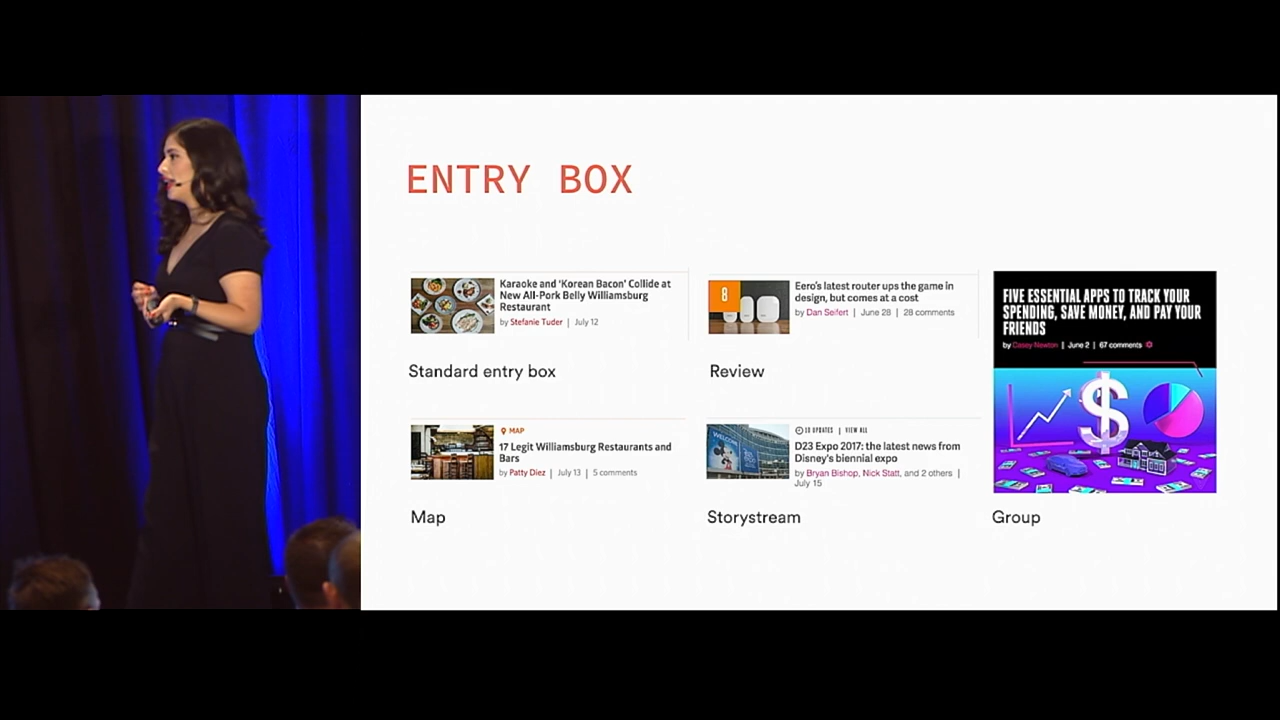 ENTRY BOX
Karaoke and 'Korean Bacon' Collide at
New All-Pork Belly Williamsburg
Restaurant
by Stefanie Tuder | July 12
Standard entry box
8
Eero's latest router ups the game in
design, but comes at a cost
by Dan Seifert | June 28 | 28 comments
Review
FIVE ESSENTIAL APPS TO TRACK YOUR
SPENDING, SAVE MONEY, AND PAY YOUR
FRIENDS
by Casey Newton | June 2 | 67 comments
$
MAP
17 Legit Williamsburg Restaurants and
Bars
by Patty Diez | July 13 | 5 comments
Map
WELCOME
10 UPDATES | VIEW ALL
D23 Expo 2017: the latest news from
Disney's biennial expo
by Bryan Bishop, Nick Statt, and 2 others |
July 15
Storystream
Group